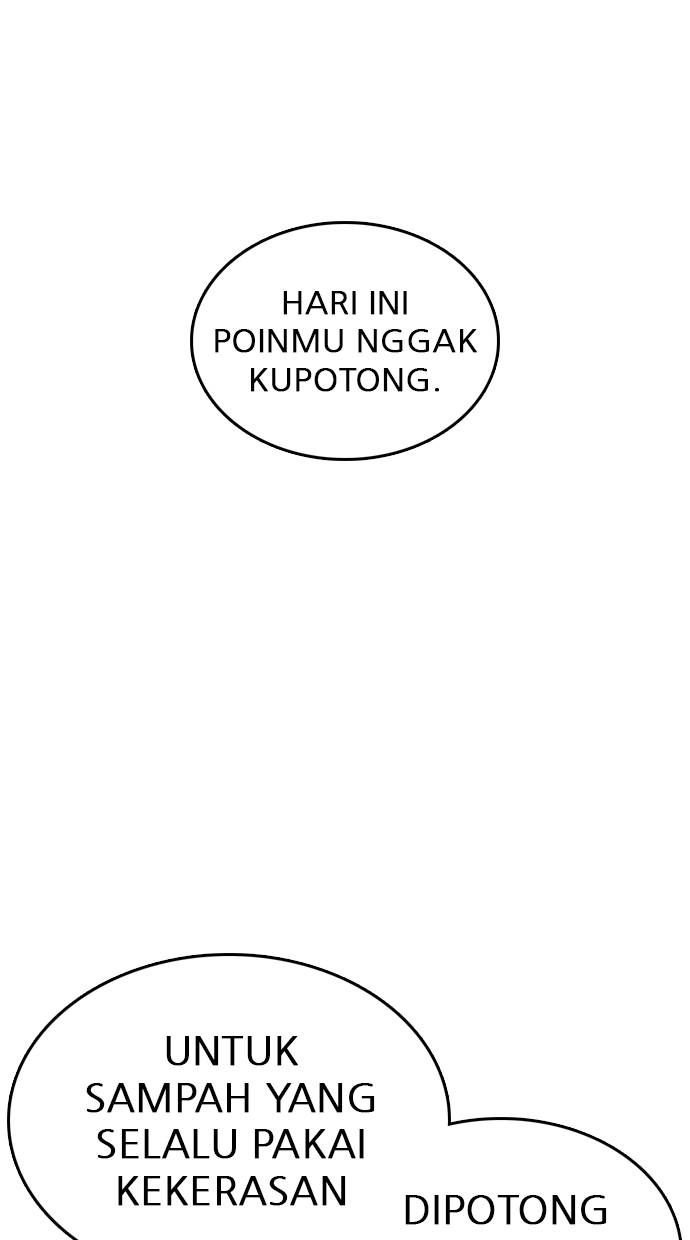 HARI INI
POINMU NGGAK
KUPOTONG.
UNTUK
SAMPAH YANG
SELALU PAKAI
KEKERASAN
DIPOTONG